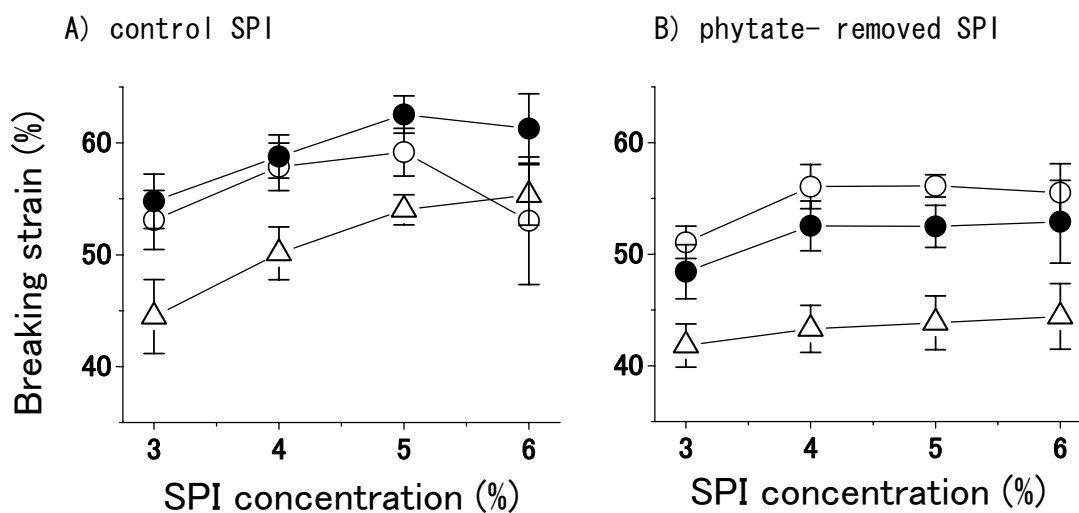 A) control SPI
B) phytate- removed SPI
Breaking strain (%)
60
50
40
3 4 5 6
SPI concentration (%)
60
50
40
3 4 5 6
SPI concentration (%)